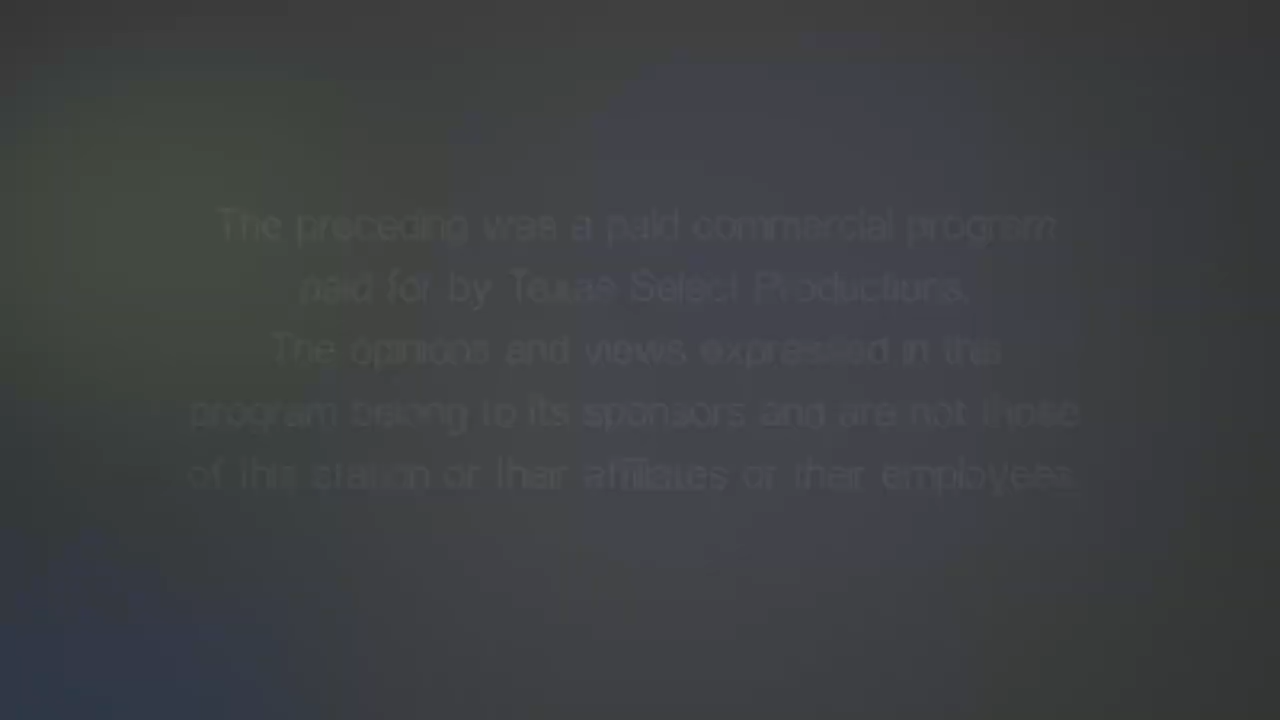 The preceding was a paid commercial program
paid for by Texas Select Productions.
The opinions and views expressed in this
program belong to its sponsors and are not those
of this station or their affiliates or their employees.